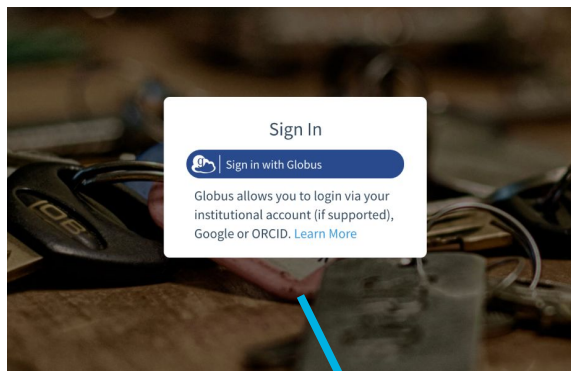 Sign In
Sign in with Globus
Globus allows you to login via your
institutional account (if supported),
Google or ORCID. Learn More
JOB